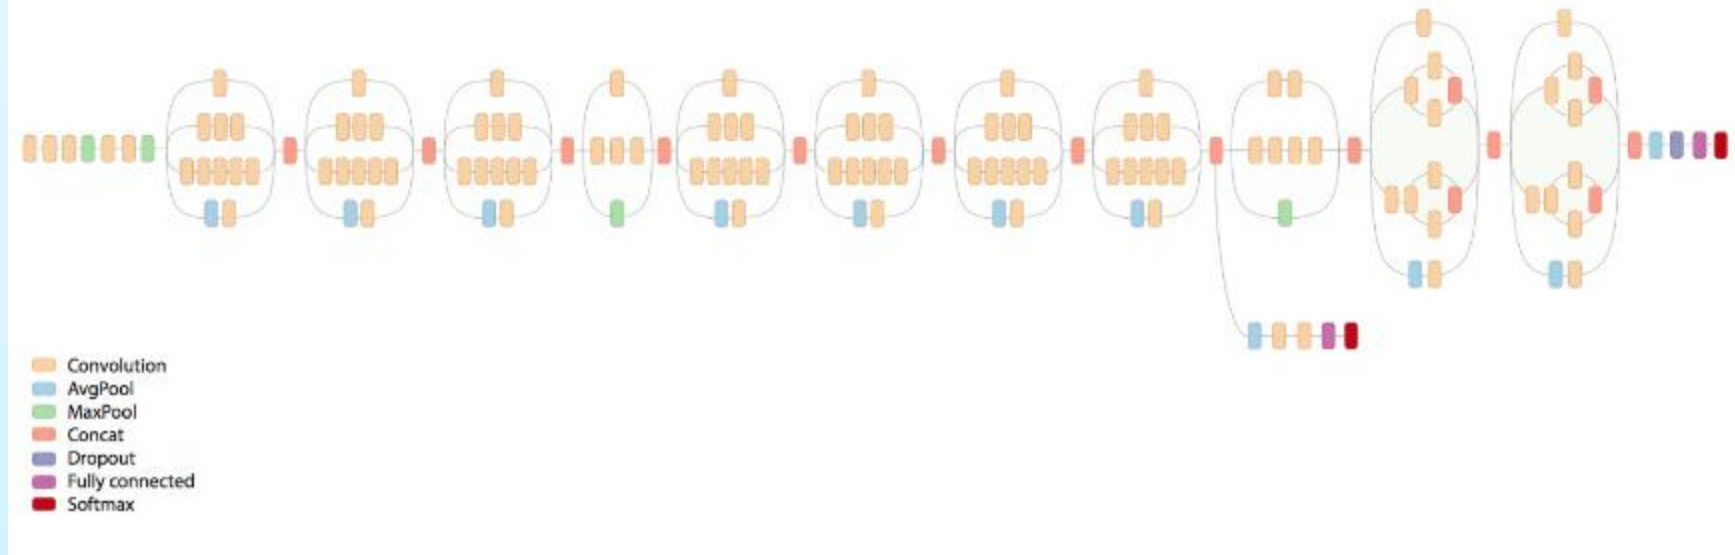 Convolution
AvgPool
MaxPool
Concat
Dropout
Fully connected
Softmax